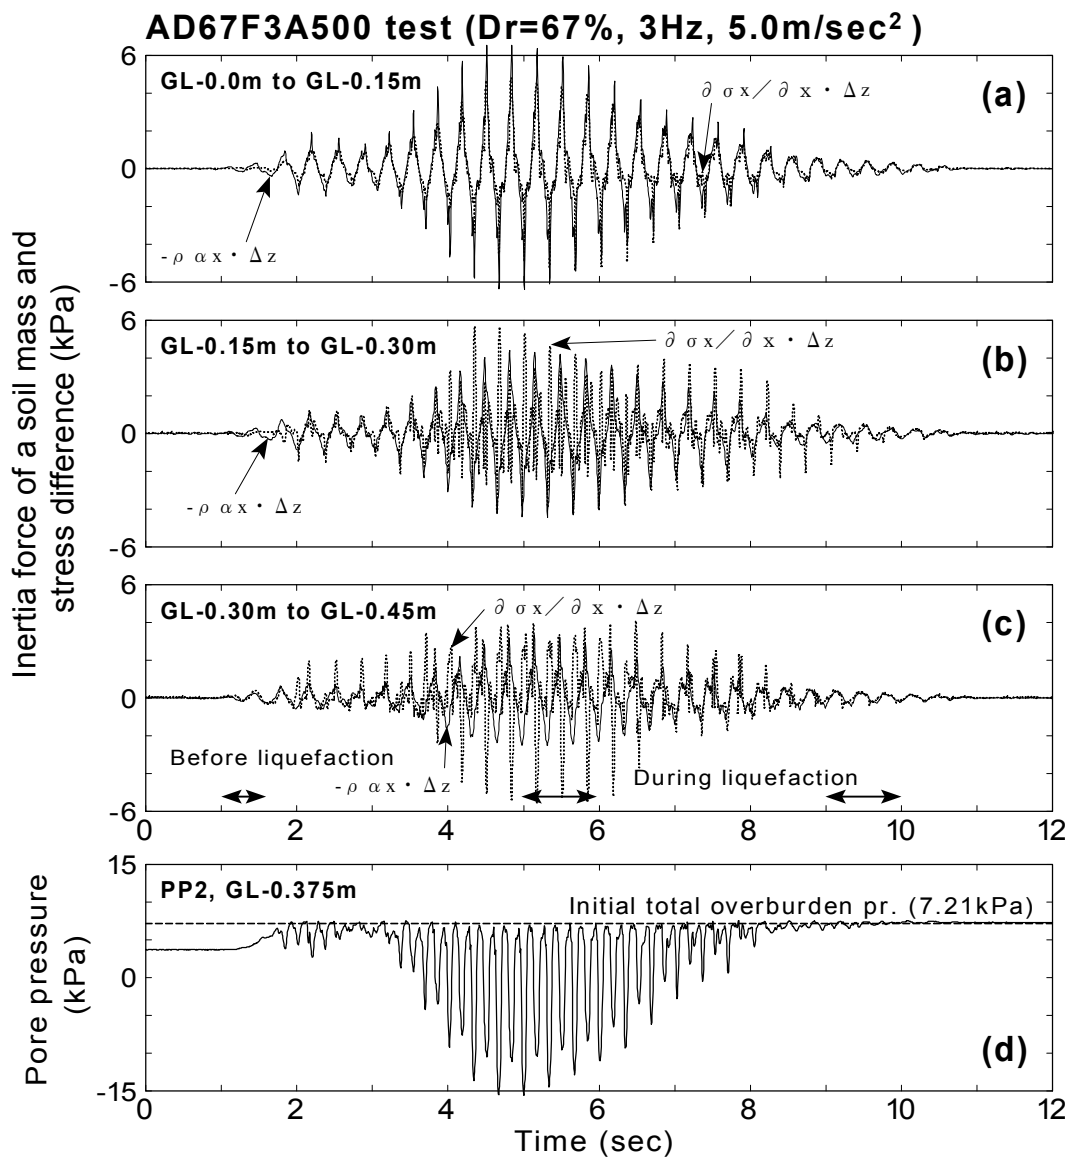 AD67F3A500 test (Dr=67%, 3Hz, 5.0m/sec² )
Inertia force of a soil mass and
stress difference (kPa)
6
GL-0.0m to GL-0.15m
(a)
∂ σx／∂ x・Δz
0
-ρ αx・Δz
-6
6
GL-0.15m to GL-0.30m
∂ σx／∂ x・Δz
(b)
0
-ρ αx・Δz
-6
6
GL-0.30m to GL-0.45m
∂ σx／∂ x・Δz
(c)
0
Before liquefaction
-ρ αx・Δz
During liquefaction
-6
0 2 4 6 8 10 12
Pore pressure
(kPa)
15
PP2, GL-0.375m
Initial total overburden pr. (7.21kPa)
0
(d)
-15
0 2 4 6 8 10 12
Time (sec)